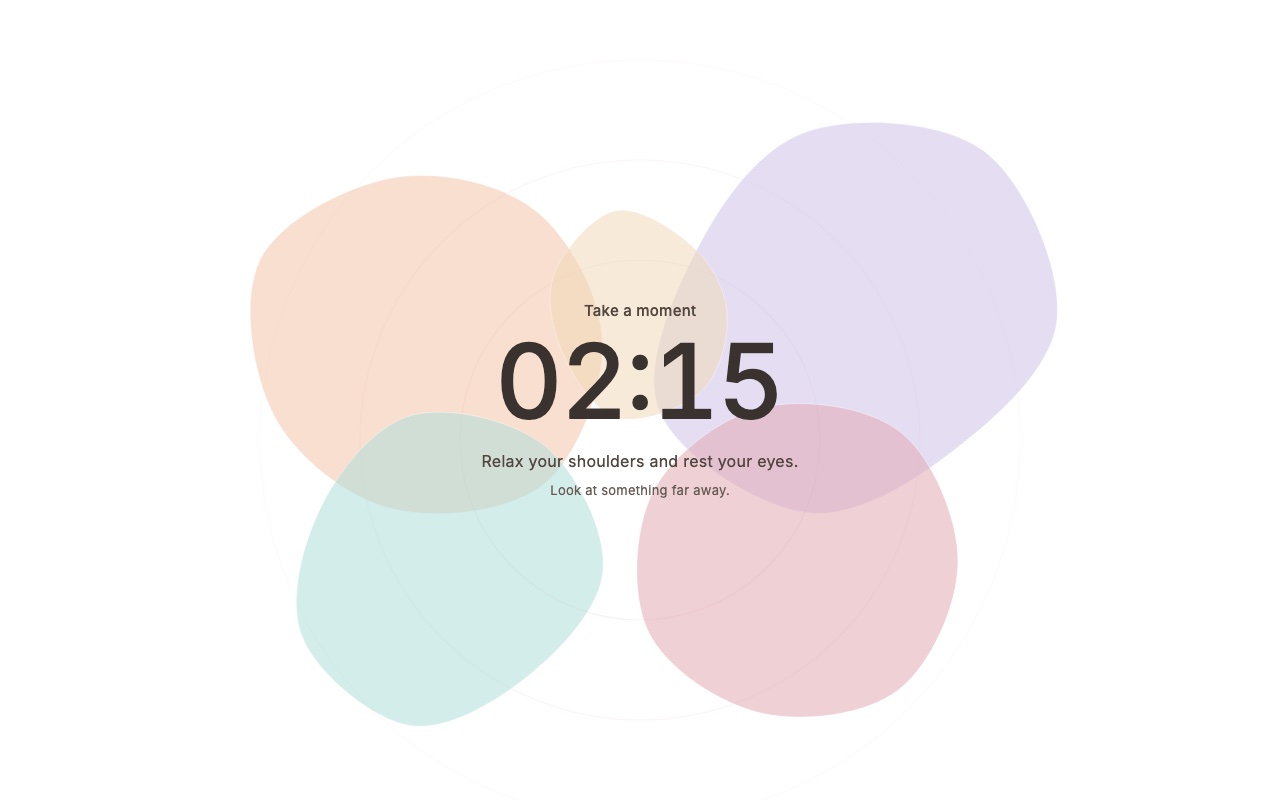 Take a moment
02:15
Relax your shoulders and rest your eyes.
Look at something far away.